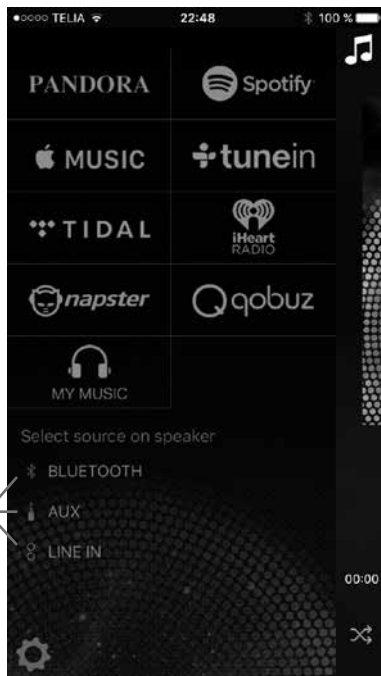 TELIA 22:48 100 %
PANDORA Spotify
MUSIC tunein
TIDAL iHeart RADIO
napster qobuz
MY MUSIC
Select source on speaker
BLUETOOTH
AUX
LINE IN
00:00